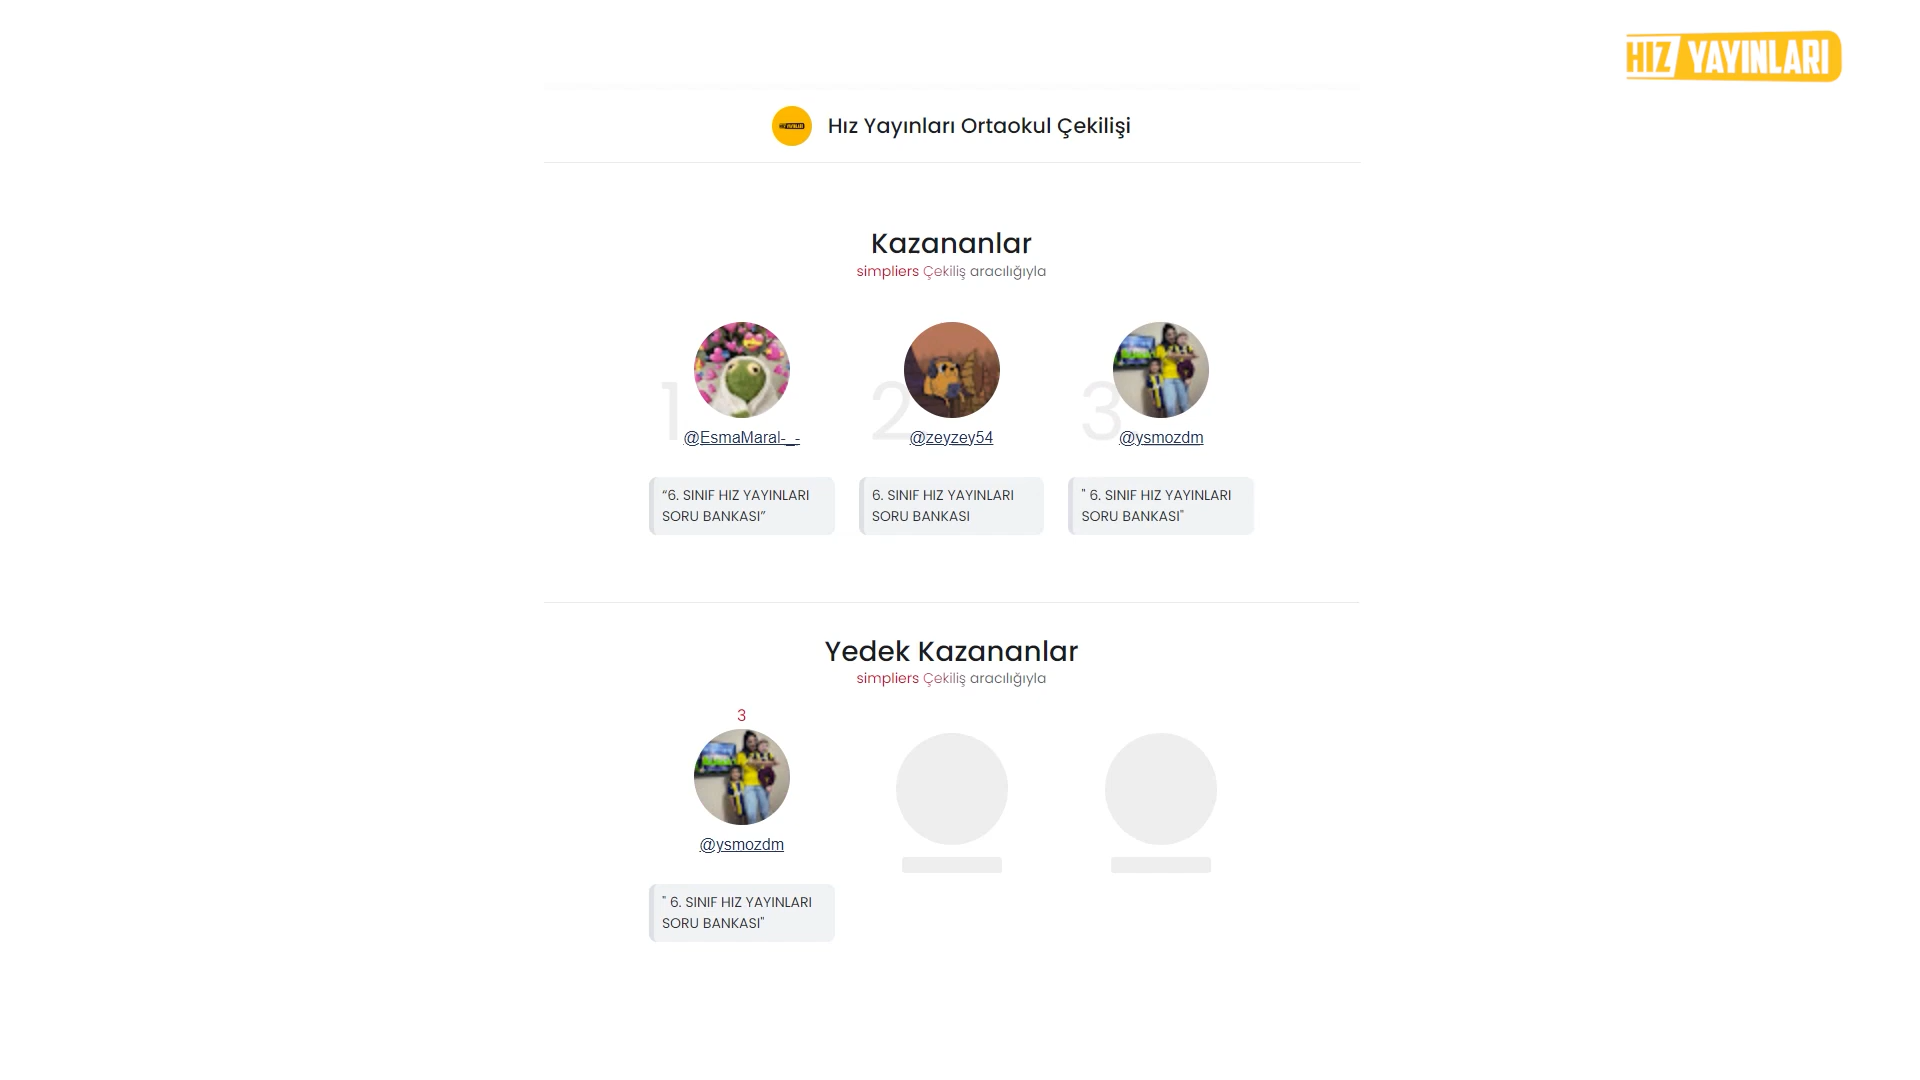 HIZ YAYINLARI
HIZ YAYINLARI
Hız Yayınları Ortaokul Çekilişi
Kazananlar
simpliers Çekiliş aracılığıyla
1
2
3
@EsmaMaral-_-
@zeyzey54
@ysmozdm
“6. SINIF HIZ YAYINLARI
SORU BANKASI”
6. SINIF HIZ YAYINLARI
SORU BANKASI
" 6. SINIF HIZ YAYINLARI
SORU BANKASI"
Yedek Kazananlar
simpliers Çekiliş aracılığıyla
3
@ysmozdm
" 6. SINIF HIZ YAYINLARI
SORU BANKASI"